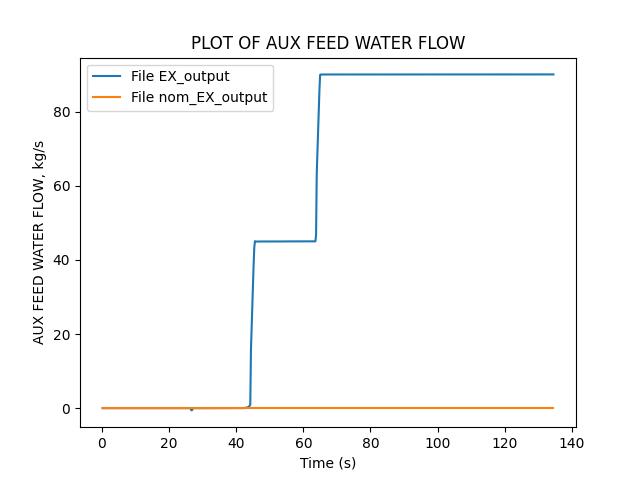 PLOT OF AUX FEED WATER FLOW
File EX_output
File nom_EX_output
AUX FEED WATER FLOW, kg/s
80
60
40
20
0
0 20 40 60 80 100 120 140
Time (s)